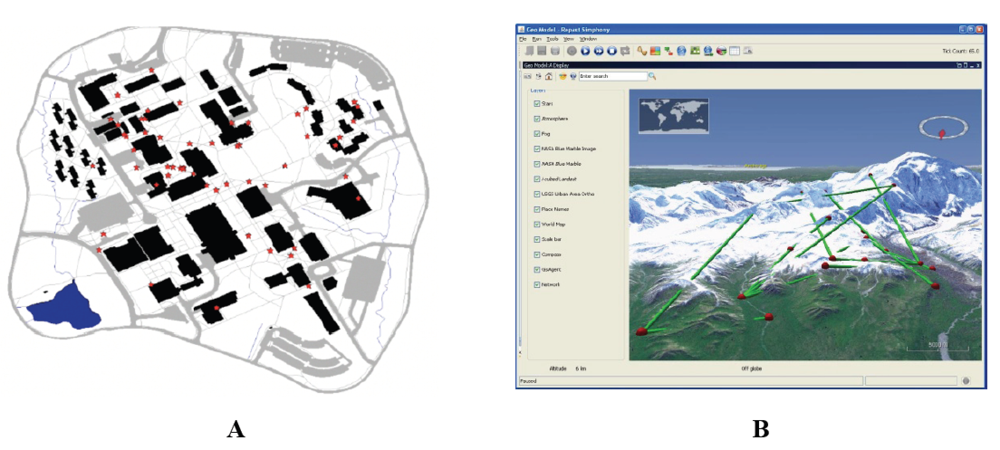 Geo Model - Repast Simphony
File Run Tools View Window
Tick Count: 65.0
Geo Model:A Display
Enter search
Layers
Stars
Atmosphere
Fog
NASA Blue Marble Image
NASA Blue Marble
i-cubed Landsat
USGS Urban Area Ortho
Place Names
World Map
Scale bar
Compass
GisAgent
Network
Anchorage
5000 m
Altitude 6 km
Off globe
Paused
A
B